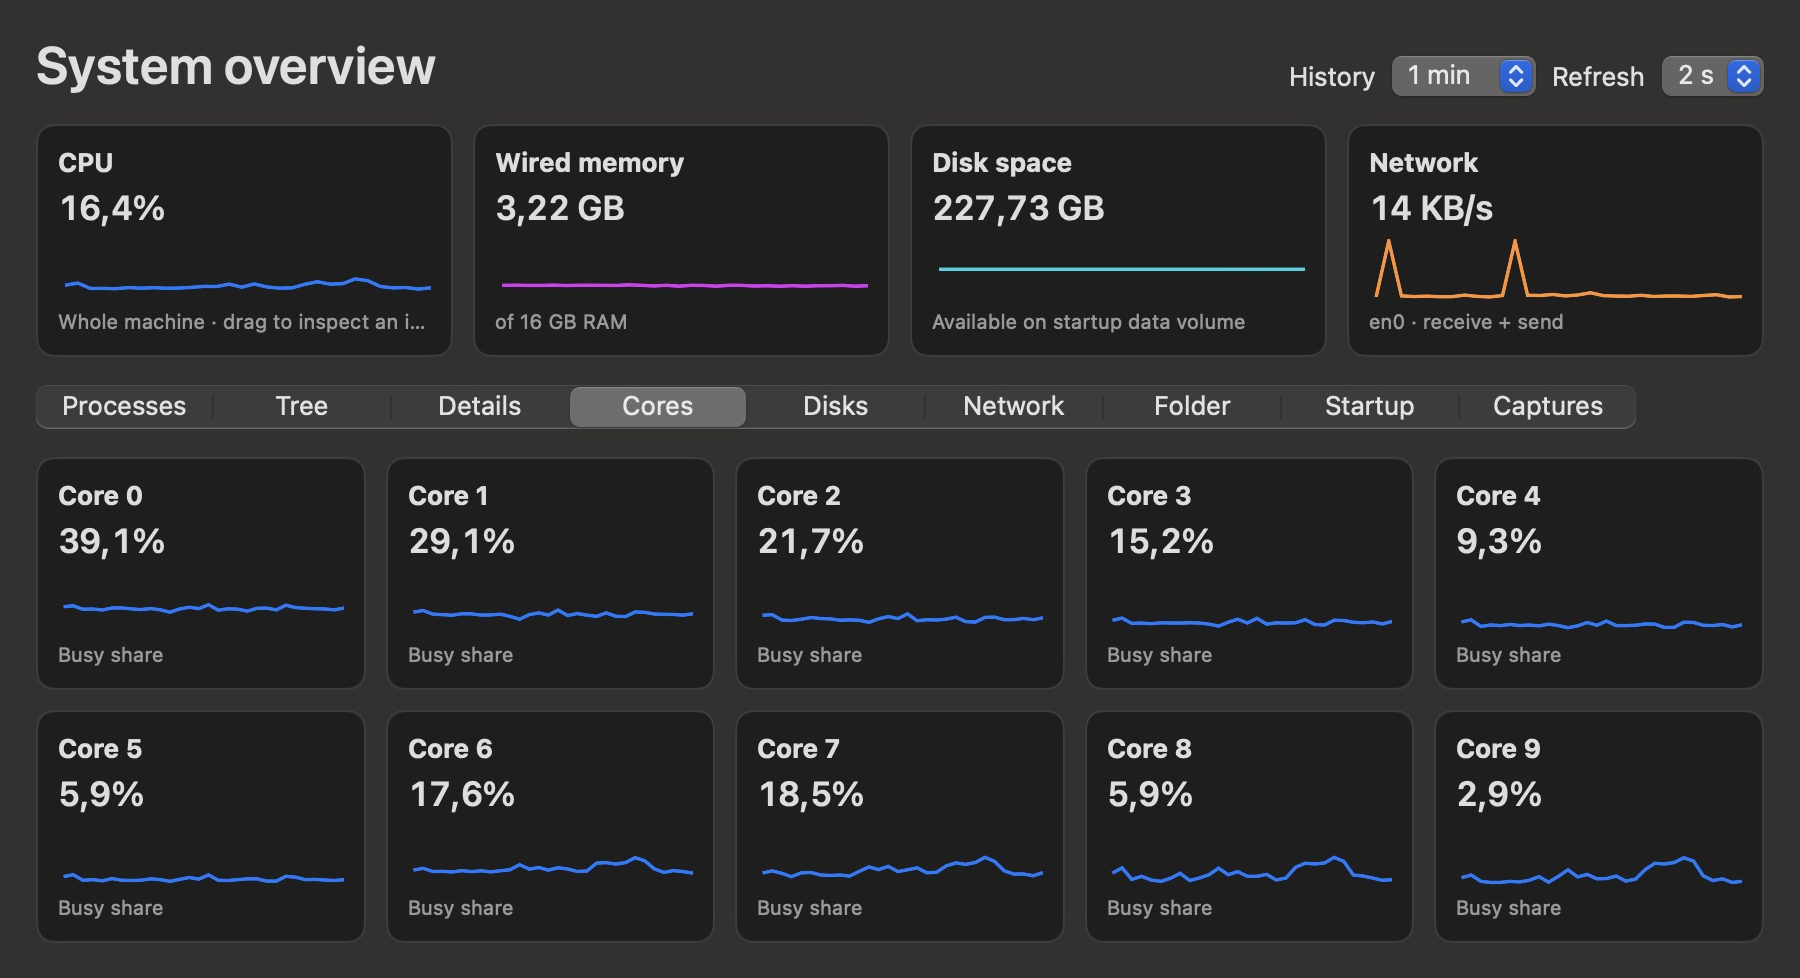 System overview
History 1 min Refresh 2 s
CPU
16,4%
Whole machine · drag to inspect an i...
Wired memory
3,22 GB
of 16 GB RAM
Disk space
227,73 GB
Available on startup data volume
Network
14 KB/s
en0 · receive + send
Processes Tree Details Cores Disks Network Folder Startup Captures
Core 0
39,1%
Busy share
Core 1
29,1%
Busy share
Core 2
21,7%
Busy share
Core 3
15,2%
Busy share
Core 4
9,3%
Busy share
Core 5
5,9%
Busy share
Core 6
17,6%
Busy share
Core 7
18,5%
Busy share
Core 8
5,9%
Busy share
Core 9
2,9%
Busy share